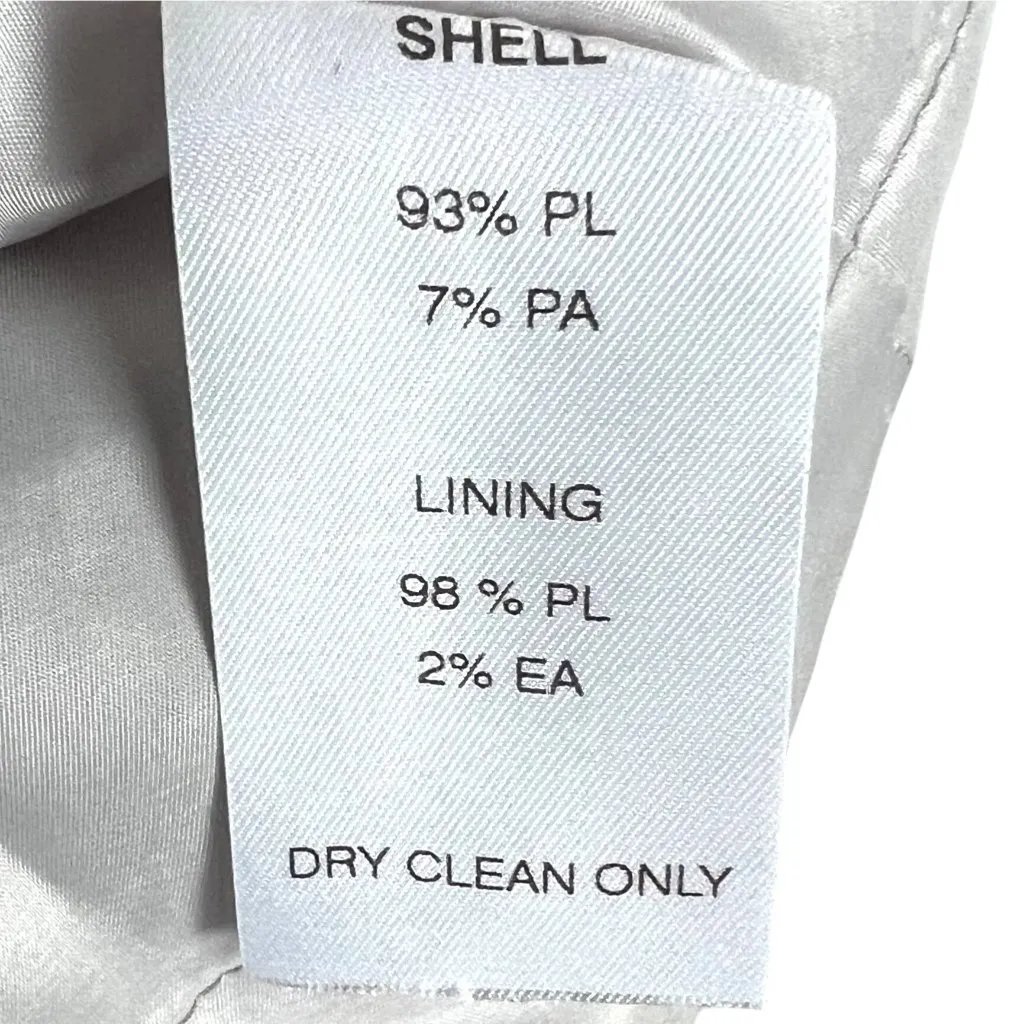 SHELL
93% PL
7% PA
LINING
98 % PL
2% EA
DRY CLEAN ONLY